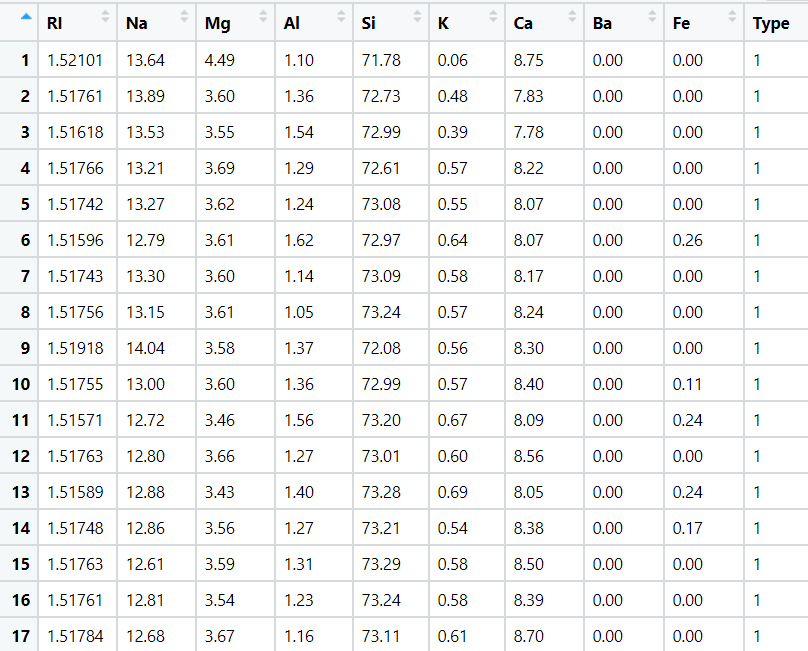 RI Na Mg Al Si K Ca Ba Fe Type
1 1.52101 13.64 4.49 1.10 71.78 0.06 8.75 0.00 0.00 1
2 1.51761 13.89 3.60 1.36 72.73 0.48 7.83 0.00 0.00 1
3 1.51618 13.53 3.55 1.54 72.99 0.39 7.78 0.00 0.00 1
4 1.51766 13.21 3.69 1.29 72.61 0.57 8.22 0.00 0.00 1
5 1.51742 13.27 3.62 1.24 73.08 0.55 8.07 0.00 0.00 1
6 1.51596 12.79 3.61 1.62 72.97 0.64 8.07 0.00 0.26 1
7 1.51743 13.30 3.60 1.14 73.09 0.58 8.17 0.00 0.00 1
8 1.51756 13.15 3.61 1.05 73.24 0.57 8.24 0.00 0.00 1
9 1.51918 14.04 3.58 1.37 72.08 0.56 8.30 0.00 0.00 1
10 1.51755 13.00 3.60 1.36 72.99 0.57 8.40 0.00 0.11 1
11 1.51571 12.72 3.46 1.56 73.20 0.67 8.09 0.00 0.24 1
12 1.51763 12.80 3.66 1.27 73.01 0.60 8.56 0.00 0.00 1
13 1.51589 12.88 3.43 1.40 73.28 0.69 8.05 0.00 0.24 1
14 1.51748 12.86 3.56 1.27 73.21 0.54 8.38 0.00 0.17 1
15 1.51763 12.61 3.59 1.31 73.29 0.58 8.50 0.00 0.00 1
16 1.51761 12.81 3.54 1.23 73.24 0.58 8.39 0.00 0.00 1
17 1.51784 12.68 3.67 1.16 73.11 0.61 8.70 0.00 0.00 1